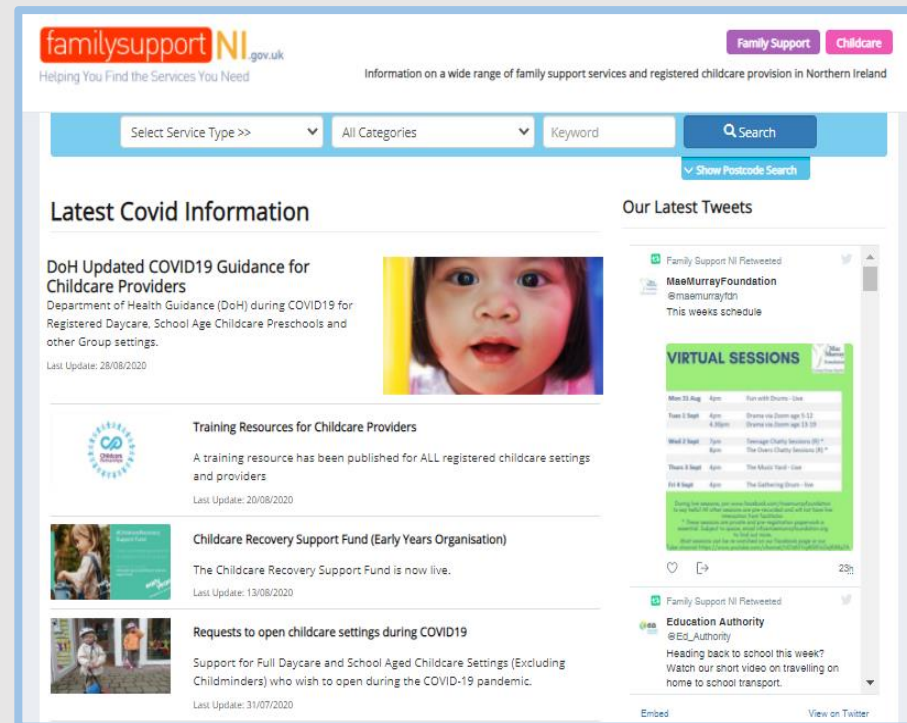 familysupport NI.gov.uk
Helping You Find the Services You Need
Family Support
Childcare
Information on a wide range of family support services and registered childcare provision in Northern Ireland
Select Service Type >>
All Categories
Keyword
Search
Show Postcode Search
Latest Covid Information
DoH Updated COVID19 Guidance for
Childcare Providers
Department of Health Guidance (DoH) during COVID19 for
Registered Daycare, School Age Childcare Preschools and
other Group settings.
Last Update: 28/08/2020
Training Resources for Childcare Providers
A training resource has been published for ALL registered childcare settings
and providers
Last Update: 20/08/2020
Childcare Recovery Support Fund (Early Years Organisation)
The Childcare Recovery Support Fund is now live.
Last Update: 13/08/2020
Requests to open childcare settings during COVID19
Support for Full Daycare and School Aged Childcare Settings (Excluding
Childminders) who wish to open during the COVID-19 pandemic.
Last Update: 31/07/2020
Our Latest Tweets
Family Support NI Retweeted
MaeMurrayFoundation
@maemurrayfdn
This weeks schedule
VIRTUAL SESSIONS
Mon 31 Aug 4pm Fun with Drums - Live
Tues 1 Sept 4pm Drama via Zoom age 5-12
4.30pm Drama via Zoom age 13-19
Wed 2 Sept 7pm Teenage Chatty Sessions (R) *
8pm The Overs Chatty Sessions (R) *
Thurs 3 Sept 4pm The Music Yard - Live
Fri 4 Sept 4pm The Gathering Drum - live
23h
Family Support NI Retweeted
Education Authority
@Ed_Authority
Heading back to school this week?
Watch our short video on travelling on
home to school transport.
Embed
View on Twitter